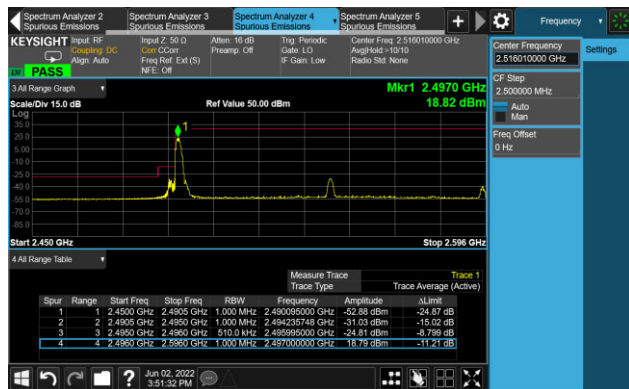 Spectrum Analyzer 2
Spurious Emissions
Spectrum Analyzer 3
Spurious Emissions
Spectrum Analyzer 4
Spurious Emissions
Spectrum Analyzer 5
Spurious Emissions
+
Frequency
KEYSIGHT
Input: RF
Coupling: DC
Align: Auto
Input Z: 50 Ω
Corr CCorr
Freq Ref: Ext (S)
NFE: Off
Atten: 16 dB
Preamp: Off
Trig: Periodic
Gate: LO
IF Gain: Low
Center Freq: 2.516010000 GHz
Avg|Hold:>10/10
Radio Std: None
PASS
Center Frequency
2.516010000 GHz
Settings
CF Step
2.500000 MHz
Auto
Man
Freq Offset
0 Hz
3 All Range Graph
Mkr1 2.4970 GHz
Scale/Div 15.0 dB
Ref Value 50.00 dBm
18.82 dBm
Log
35.0
20.0
5.00
-10.0
-25.0
-40.0
-55.0
-70.0
-85.0
1
Start 2.450 GHz
Stop 2.596 GHz
4 All Range Table
Measure Trace Trace 1
Trace Type Trace Average (Active)
Spur Range Start Freq Stop Freq RBW Frequency Amplitude ΔLimit
1 1 2.4500 GHz 2.4905 GHz 1.000 MHz 2.490095000 GHz -52.88 dBm -24.87 dB
2 2 2.4905 GHz 2.4950 GHz 1.000 MHz 2.494235748 GHz -31.03 dBm -15.02 dB
3 3 2.4950 GHz 2.4960 GHz 510.0 kHz 2.495995000 GHz -24.81 dBm -8.799 dB
4 4 2.4960 GHz 2.5960 GHz 1.000 MHz 2.497000000 GHz 18.79 dBm -11.21 dB
?
Jun 02, 2022
3:51:32 PM